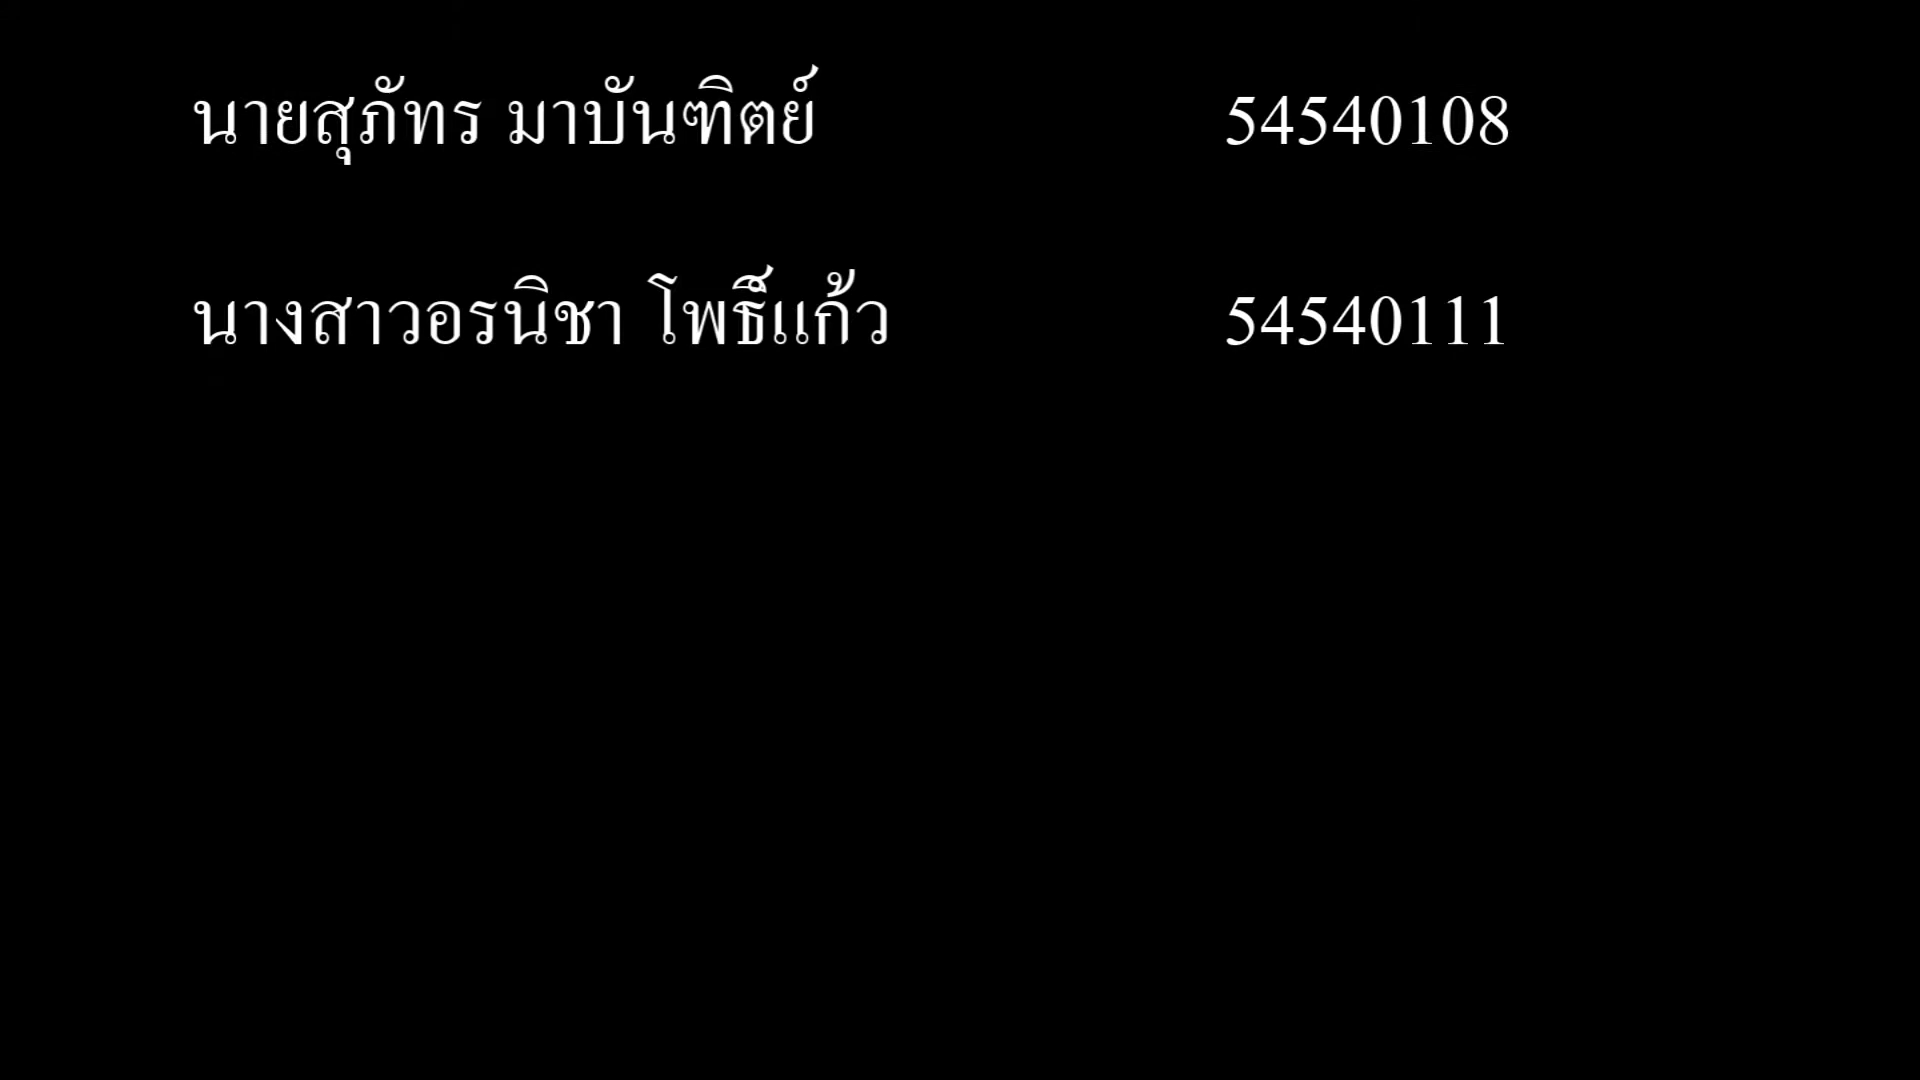 นายสุภัทร มาบันฑิตย์ 54540108
นางสาวอรนิชา โพธิ์แก้ว 54540111